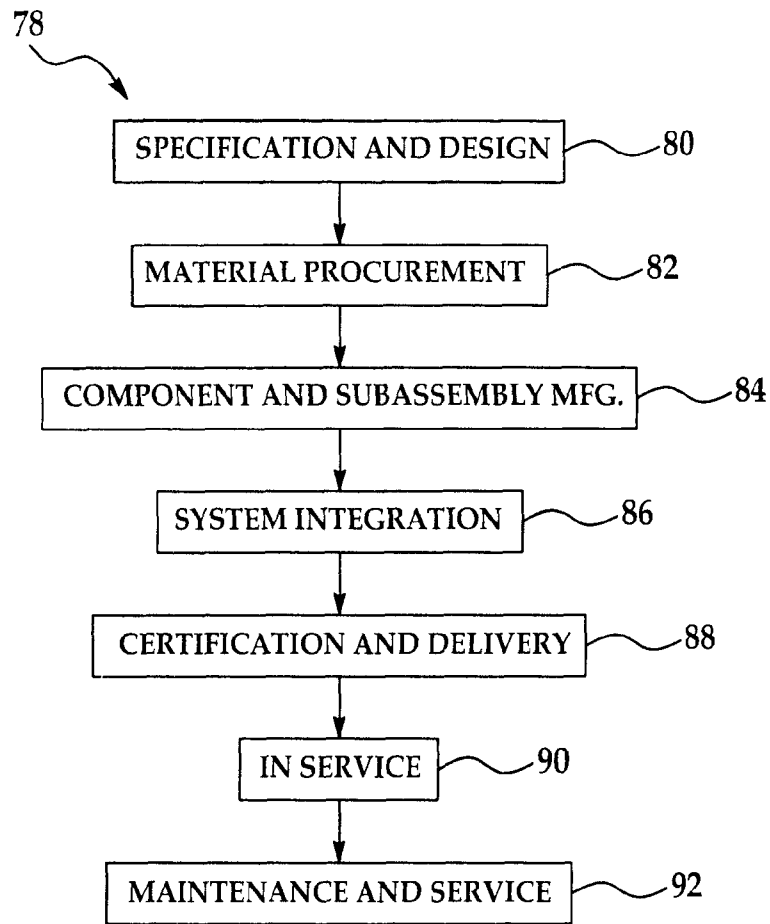 78
SPECIFICATION AND DESIGN 80
MATERIAL PROCUREMENT 82
COMPONENT AND SUBASSEMBLY MFG. 84
SYSTEM INTEGRATION 86
CERTIFICATION AND DELIVERY 88
IN SERVICE 90
MAINTENANCE AND SERVICE 92